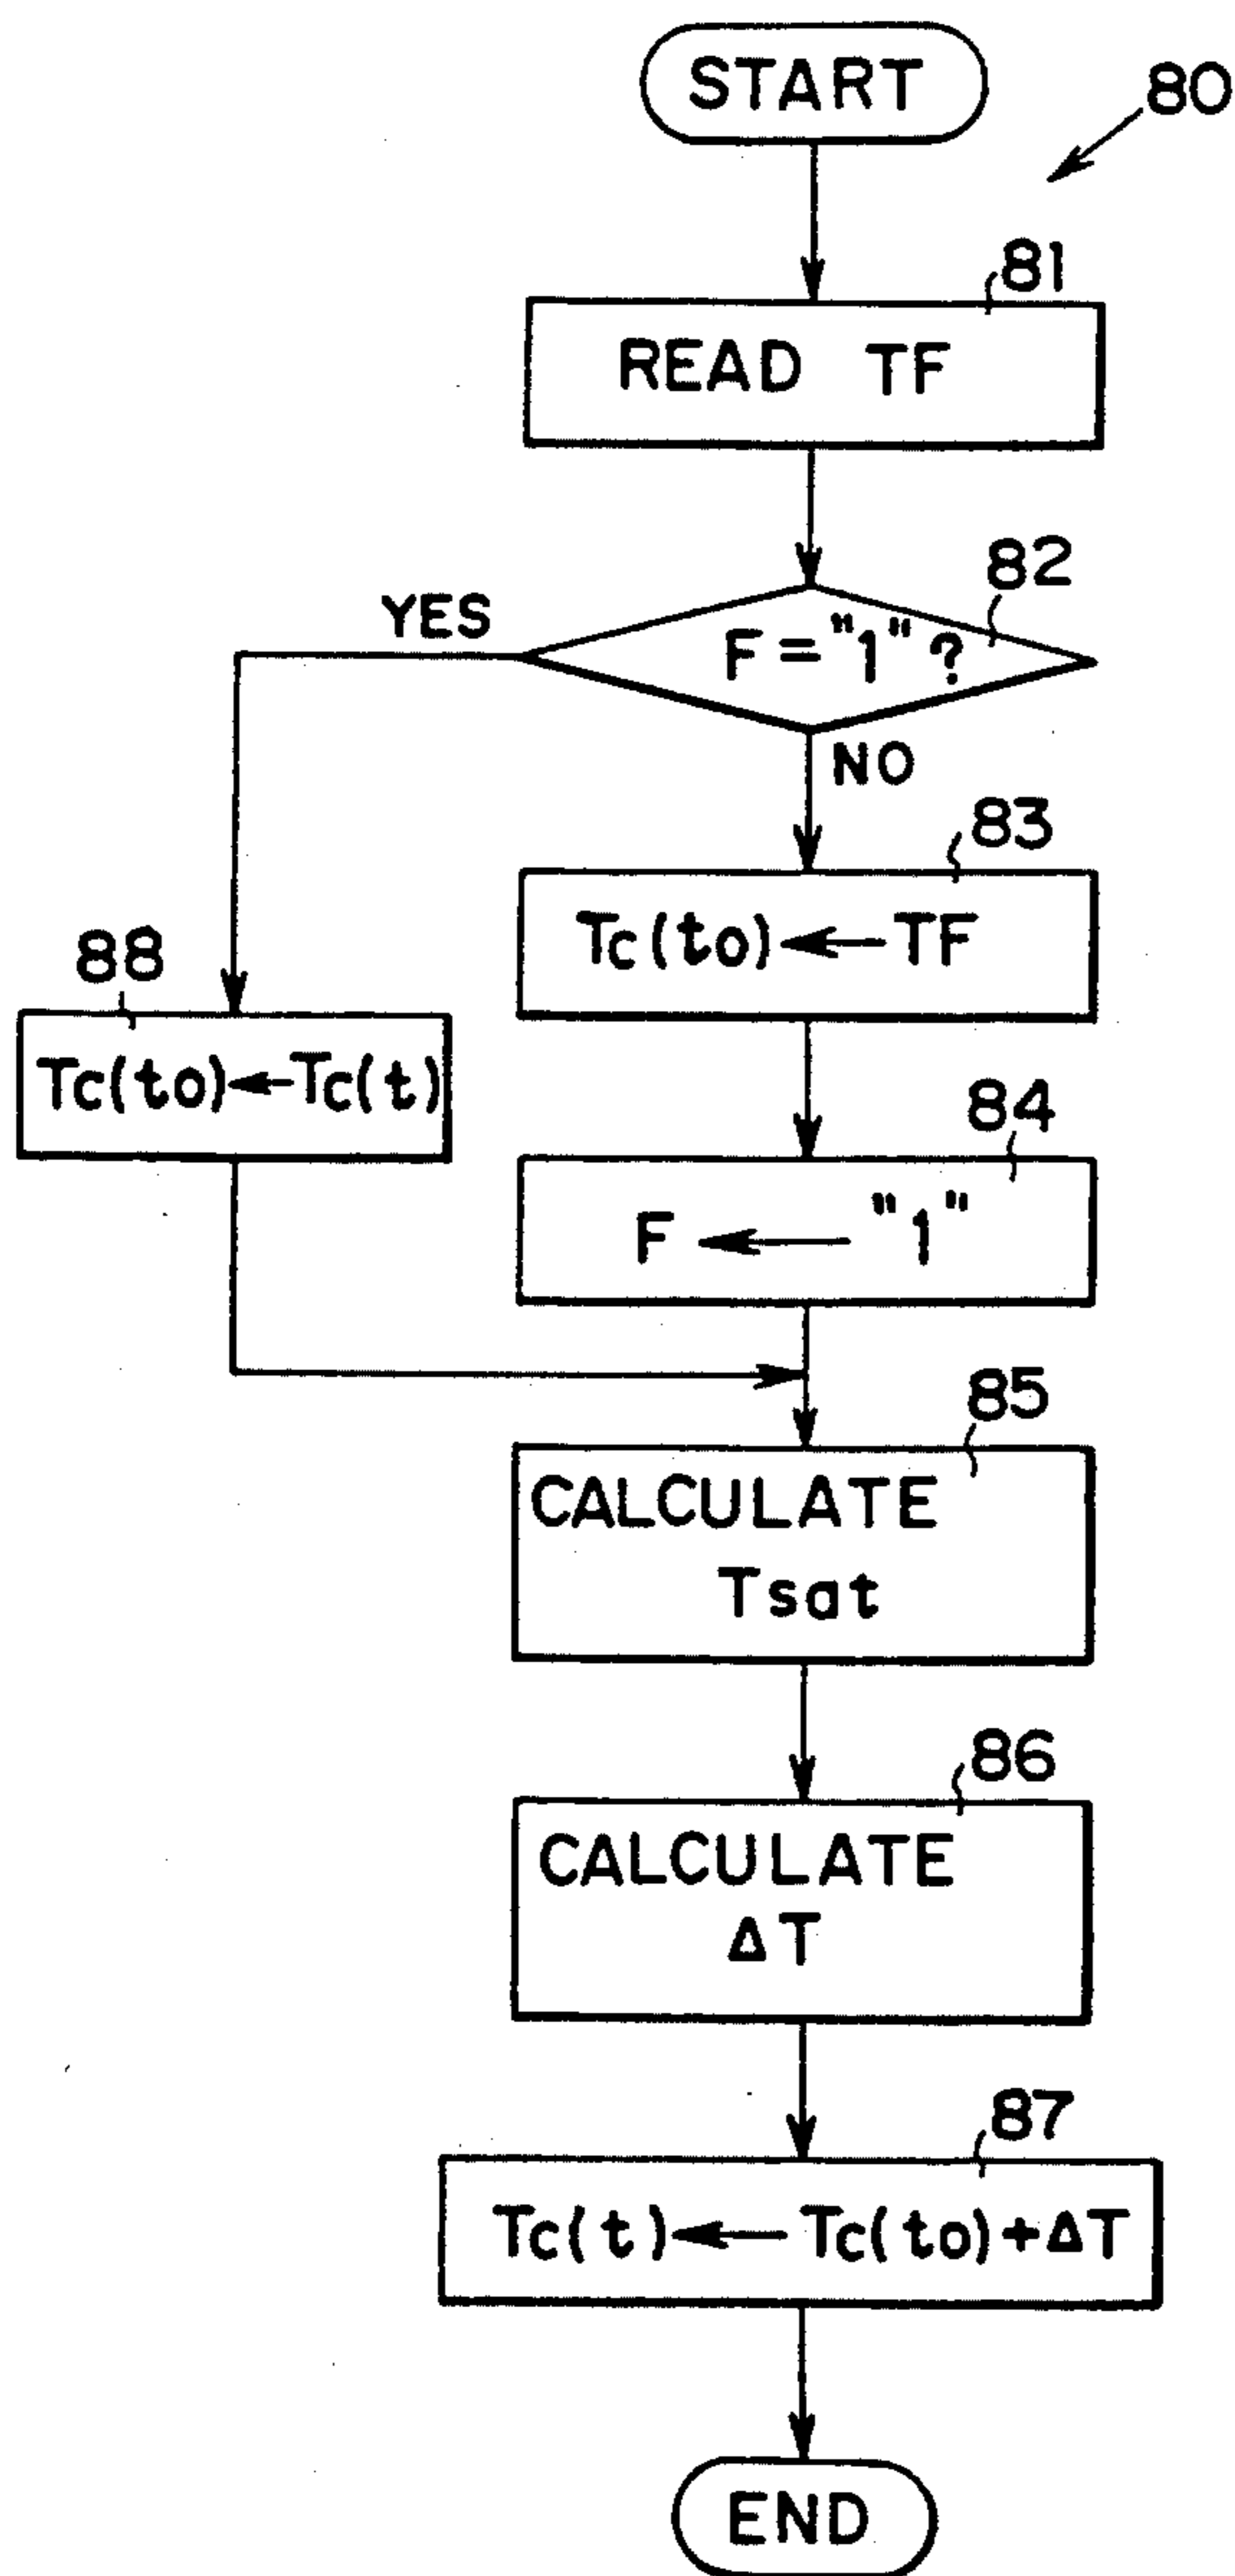 START
80
81
READ TF
82
YES
F="1"?
NO
83
Tc(to)←TF
88
Tc(to)←Tc(t)
84
F ← "1"
85
CALCULATE
Tsat
86
CALCULATE
ΔT
87
Tc(t)←Tc(to)+ΔT
END